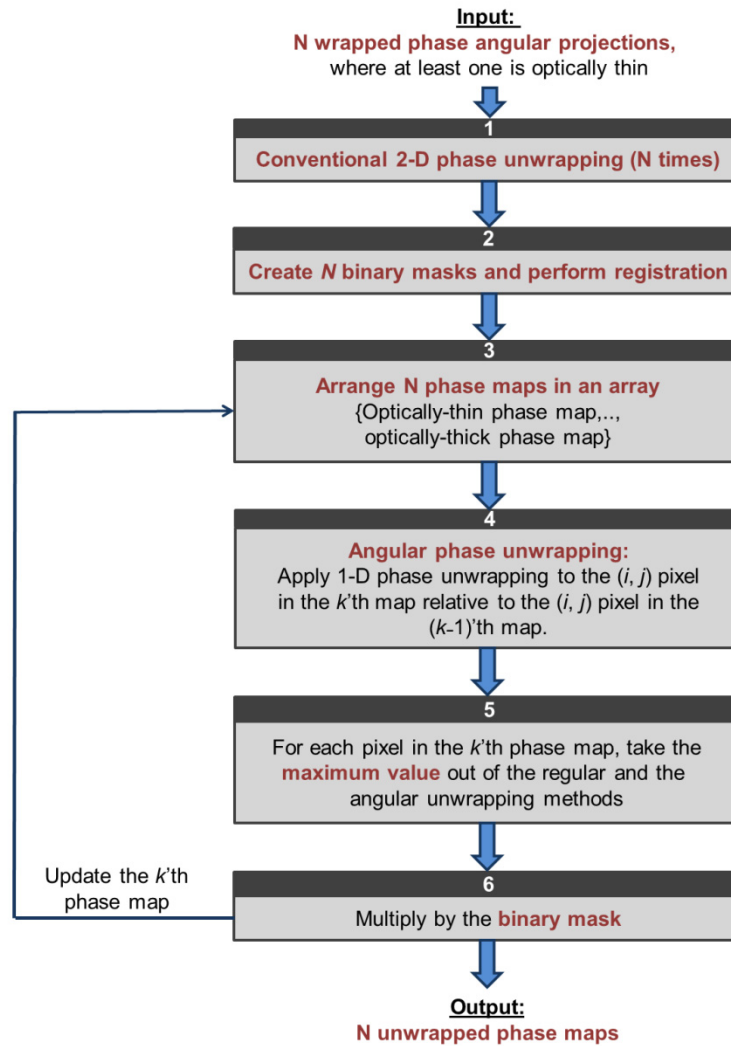 Input:
N wrapped phase angular projections,
where at least one is optically thin
1
Conventional 2-D phase unwrapping (N times)
2
Create N binary masks and perform registration
3
Arrange N phase maps in an array
{Optically-thin phase map,..,
optically-thick phase map}
4
Angular phase unwrapping:
Apply 1-D phase unwrapping to the (i, j) pixel
in the k'th map relative to the (i, j) pixel in the
(k-1)'th map.
5
For each pixel in the k'th phase map, take the
maximum value out of the regular and the
angular unwrapping methods
Update the k'th
phase map
6
Multiply by the binary mask
Output:
N unwrapped phase maps